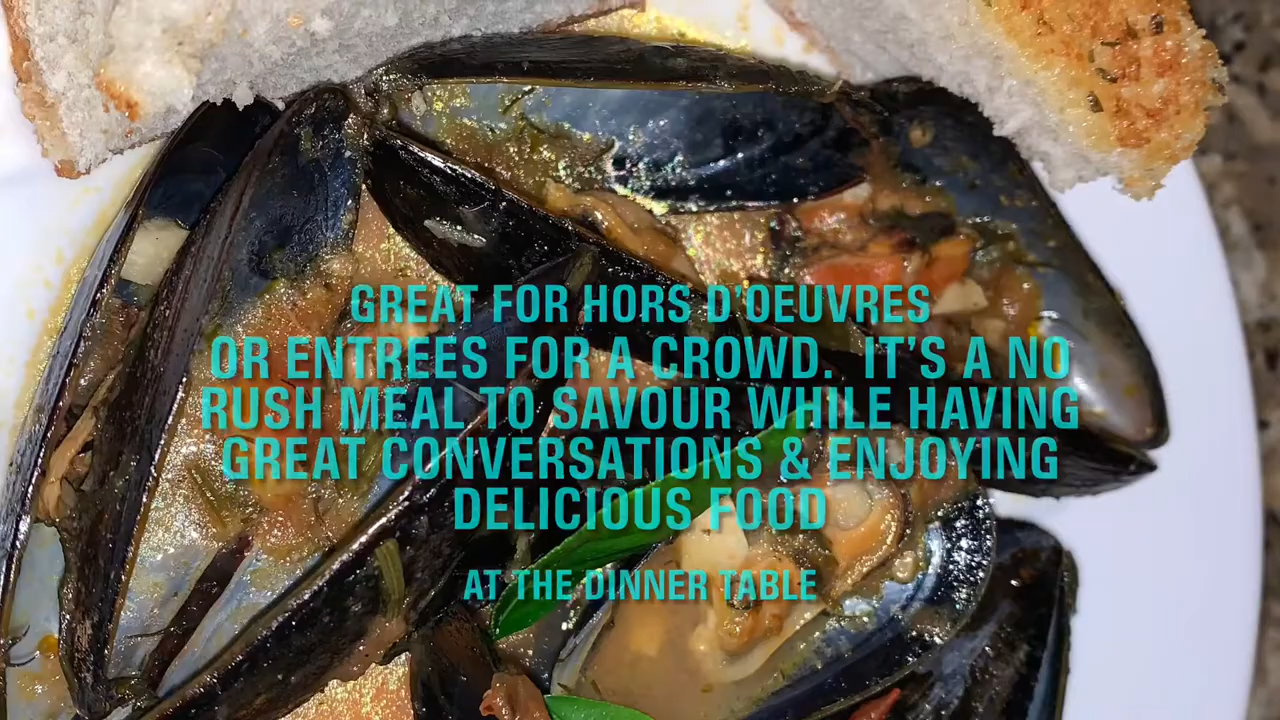 GREAT FOR HORS D'OEUVRES
OR ENTREES FOR A CROWD.  IT'S A NO
RUSH MEAL TO SAVOUR WHILE HAVING
GREAT CONVERSATIONS & ENJOYING
DELICIOUS FOOD
AT THE DINNER TABLE